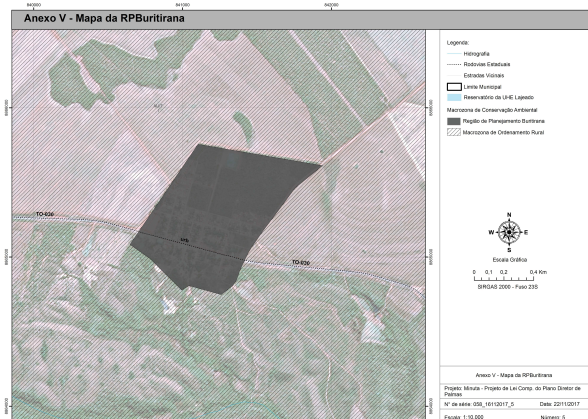 840000
841000
842000
Anexo V - Mapa da RPBuritirana
TO-030
TO-030
Legenda:
Hidrografia
Rodovias Estaduais
Estradas Vicinais
Limite Municipal
Reservatório da UHE Lajeado
Macrozona de Conservação Ambiental
Região de Planejamento Buritirana
Macrozona de Ordenamento Rural
N
W
E
S
Escala Gráfica
0 0,1 0,2 0,4 Km
SIRGAS 2000 - Fuso 23S
Anexo V - Mapa da RPBuritirana
Projeto: Minuta - Projeto de Lei Comp. do Plano Diretor de
Palmas
N° de série: 058_16112017_5 Data: 22/11/2017
Escala: 1:10.000 Número: 5